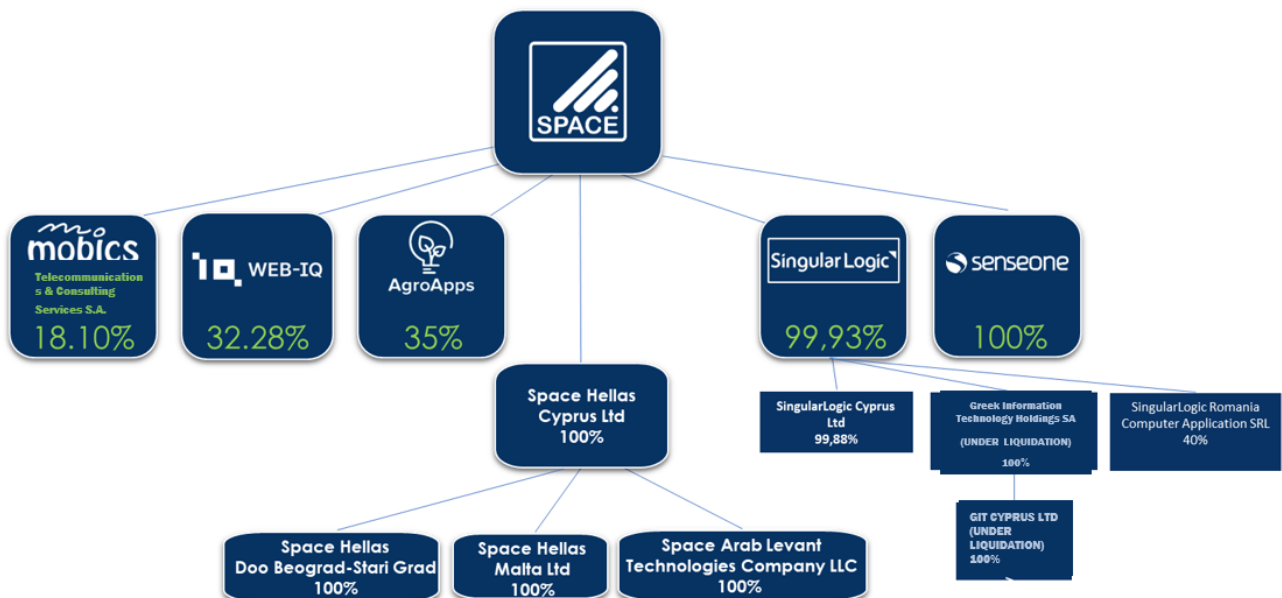 SPACE
mobics
Telecommunication
s & Consulting
Services S.A.
18.10%
IQ WEB-IQ
32.28%
AgroApps
35%
SingularLogic
99,93%
senseone
100%
Space Hellas
Cyprus Ltd
100%
SingularLogic Cyprus
Ltd
99,88%
Greek Information
Technology Holdings SA
(UNDER LIQUIDATION)
100%
SingularLogic Romania
Computer Application SRL
40%
GIT CYPRUS LTD
(UNDER
LIQUIDATION)
100%
Space Hellas
Doo Beograd-Stari Grad
100%
Space Hellas
Malta Ltd
100%
Space Arab Levant
Technologies Company LLC
100%